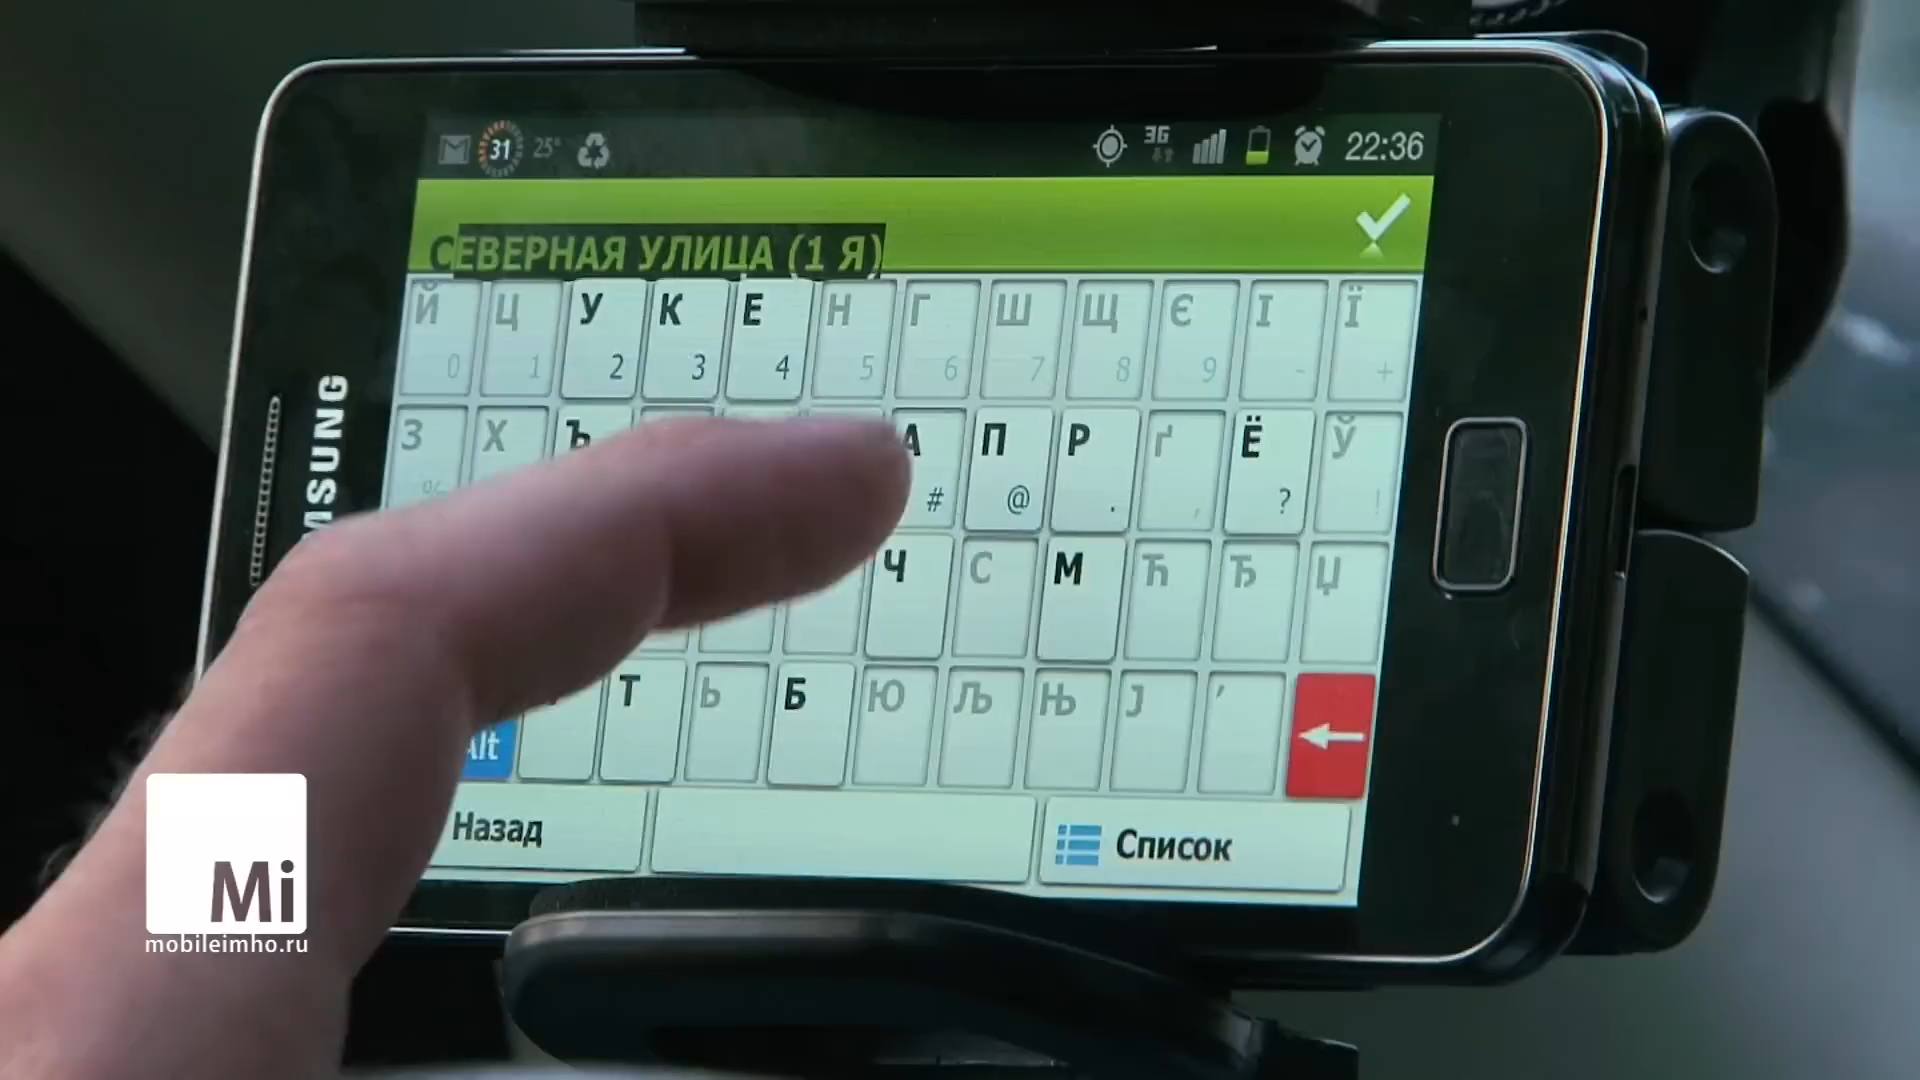 31 25° 3G 22:36
СЕВЕРНАЯ УЛИЦА (1 Я)
Й Ц У К Е Н Г Ш Щ Є І Ї
0 1 2 3 4 5 6 7 8 9 - +
З Х Ъ А П Р Ґ Ё Ў
% # @ . , ? !
Ч С М Ћ Ђ Џ
Alt Т Ь Б Ю Љ Њ Ј ʼ
Назад Список
MSUNG
Mi
mobileimho.ru